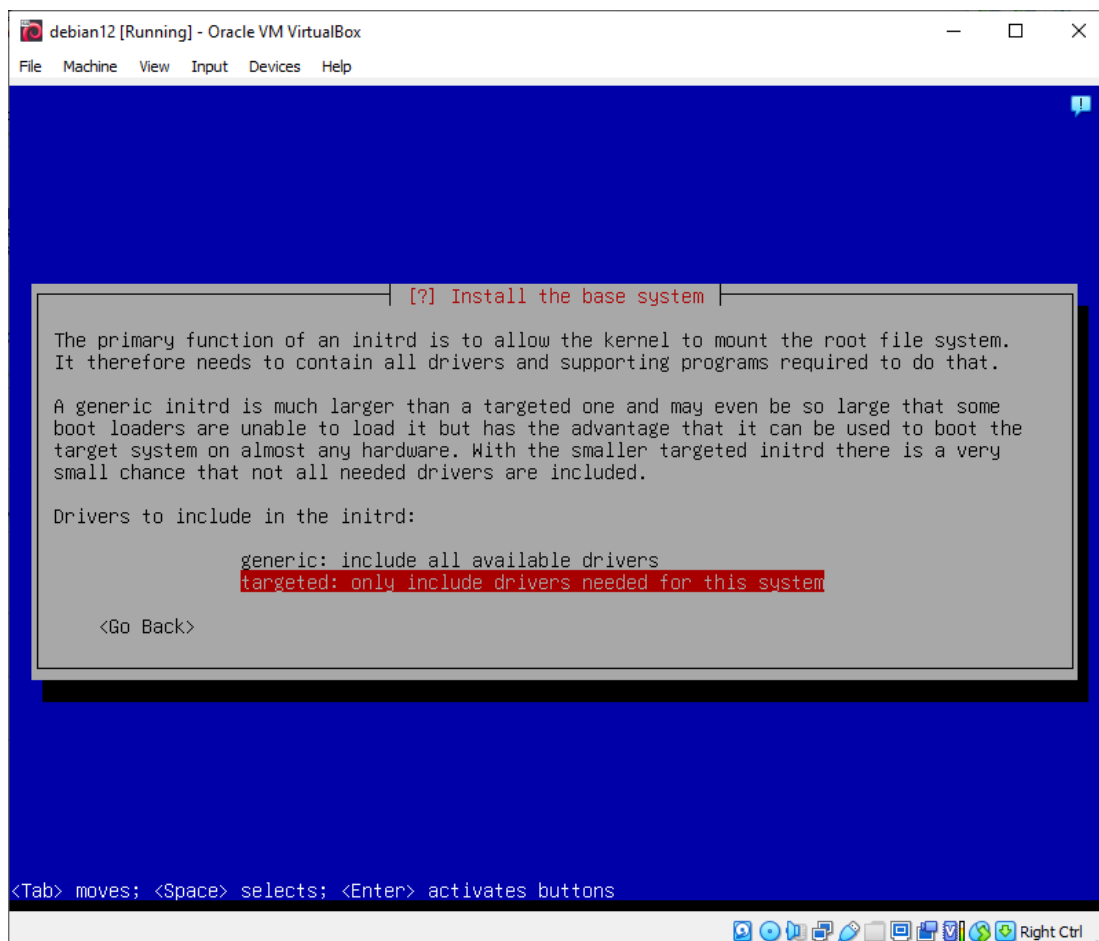 debian12 [Running] - Oracle VM VirtualBox
File Machine View Input Devices Help
[?] Install the base system
The primary function of an initrd is to allow the kernel to mount the root file system.
It therefore needs to contain all drivers and supporting programs required to do that.
A generic initrd is much larger than a targeted one and may even be so large that some
boot loaders are unable to load it but has the advantage that it can be used to boot the
target system on almost any hardware. With the smaller targeted initrd there is a very
small chance that not all needed drivers are included.
Drivers to include in the initrd:
generic: include all available drivers
targeted: only include drivers needed for this system
<Go Back>
<Tab> moves; <Space> selects; <Enter> activates buttons
Right Ctrl